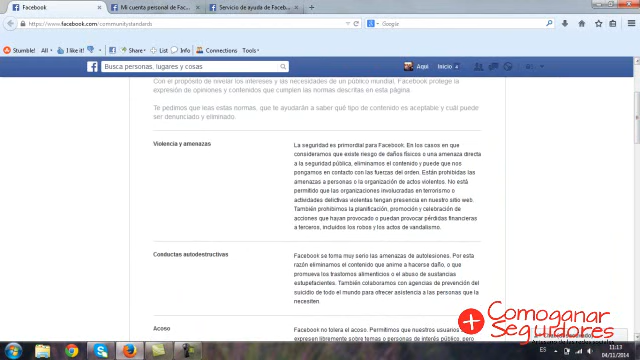 Facebook
Mi cuenta personal de Fac...
Servicio de ayuda de Faceb...
https://www.facebook.com/communitystandards
Google
Stumble!
All
I like it!
Share
Info
Connections
Tools
Busca personas, lugares y cosas
Aqui
Inicio
Con el propósito de nivelar los intereses y las necesidades de un público mundial, Facebook protege la
expresión de opiniones y contenidos que cumplen las normas descritas en esta página.
Te pedimos que leas estas normas, que te ayudarán a saber qué tipo de contenido es aceptable y cuál puede
ser denunciado y eliminado.
Violencia y amenazas
La seguridad es primordial para Facebook. En los casos en que
consideramos que existe riesgo de daños físicos o una amenaza directa
a la seguridad pública, eliminamos el contenido y puede que nos
pongamos en contacto con las fuerzas del orden. Están prohibidas las
amenazas a personas o la organización de actos violentos. No está
permitido que las organizaciones involucradas en terrorismo o
actividades delictivas violentas tengan presencia en nuestro sitio web.
También prohibimos la planificación, promoción y celebración de
acciones que hayan provocado o puedan provocar pérdidas financieras
a terceros, incluidos los robos y los actos de vandalismo.
Conductas autodestructivas
Facebook se toma muy serio las amenazas de autolesiones. Por esta
razón eliminamos el contenido que anime a hacerse daño, o que
promueva los trastornos alimenticios o el abuso de sustancias
estupefacientes. También colaboramos con agencias de prevención del
suicidio de todo el mundo para ofrecer asistencia a las personas que la
necesiten.
Acoso
Facebook no tolera el acoso. Permitimos que nuestros usuarios
expresen libremente sobre temas o personas de interés público, pero
Comoganar
Seguidores
ES
11:13
04/11/2014